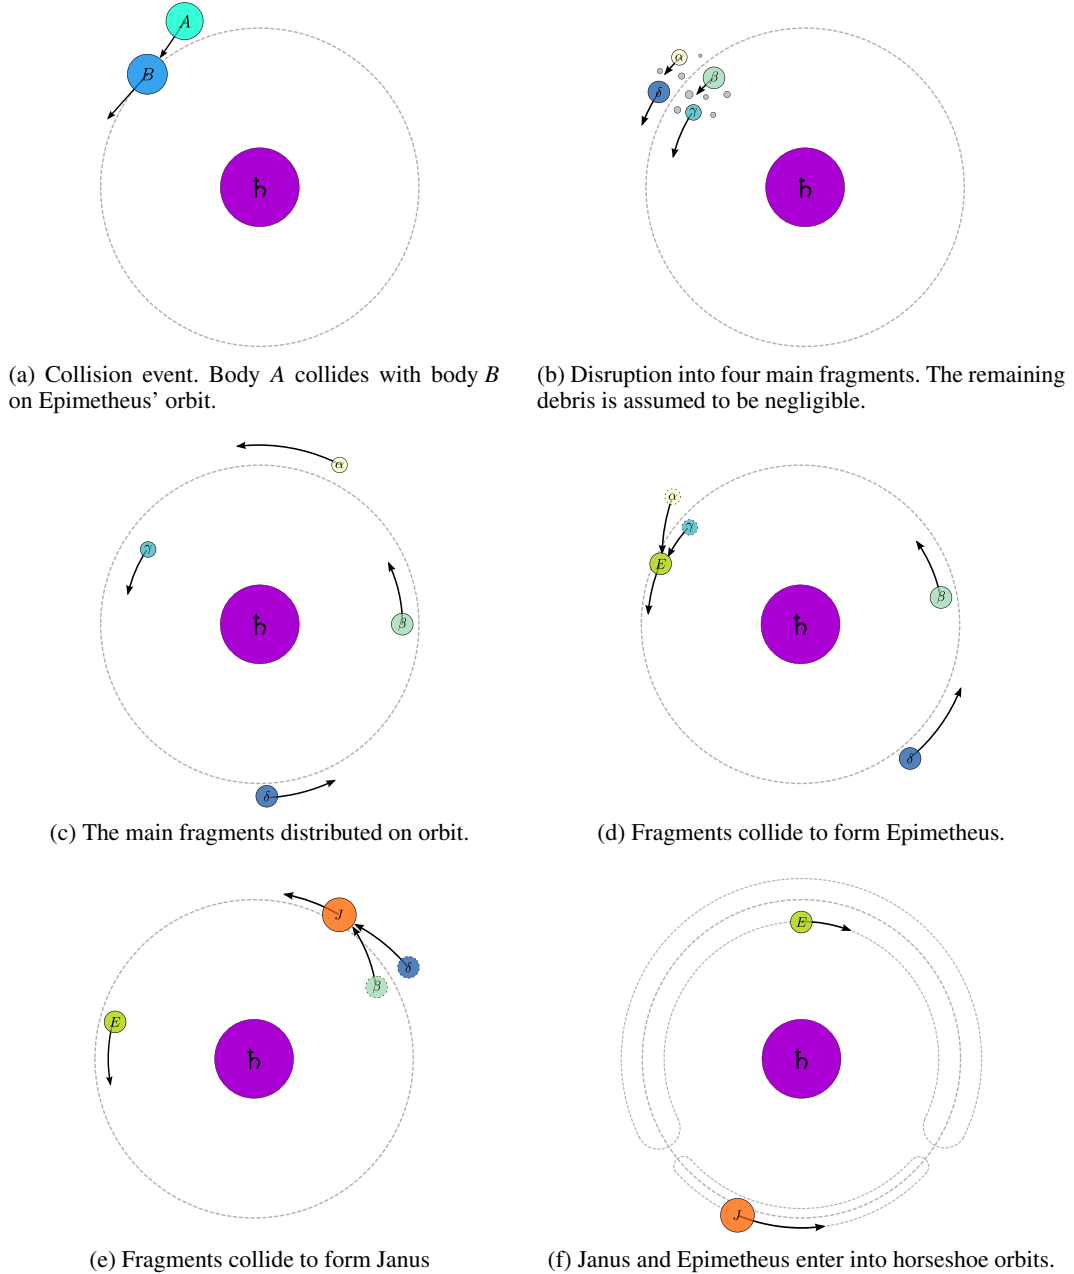 A
B
♄
(a) Collision event. Body A collides with body B
on Epimetheus’ orbit.
α
β
δ
γ
♄
(b) Disruption into four main fragments. The remaining
debris is assumed to be negligible.
α
γ
♄
β
δ
(c) The main fragments distributed on orbit.
α
γ
E
β
♄
δ
(d) Fragments collide to form Epimetheus.
J
δ
β
E
♄
(e) Fragments collide to form Janus
E
♄
J
(f) Janus and Epimetheus enter into horseshoe orbits.